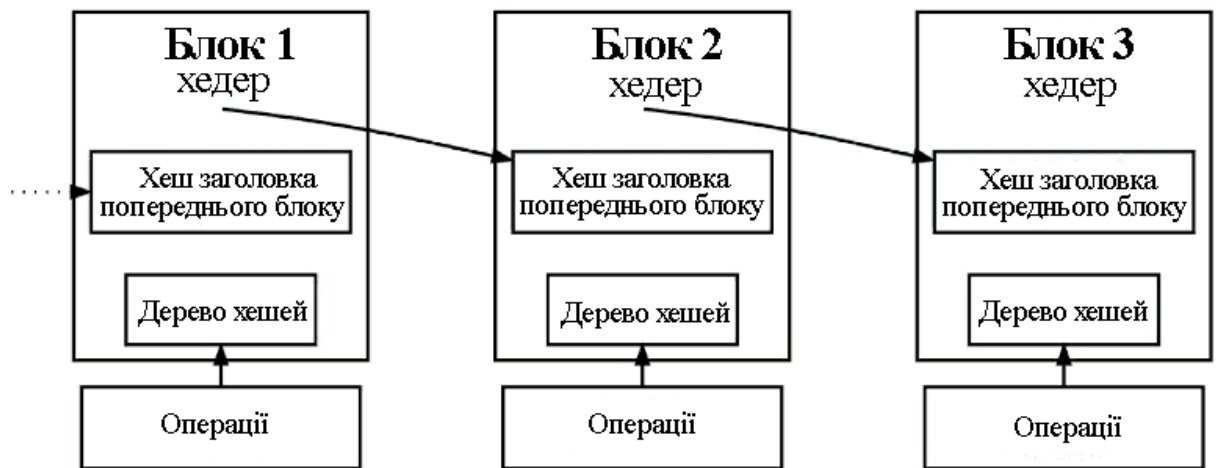 Блок 1
хедер
Хеш заголовка
попереднього блоку
Дерево хешей
Операції
Блок 2
хедер
Хеш заголовка
попереднього блоку
Дерево хешей
Операції
Блок 3
хедер
Хеш заголовка
попереднього блоку
Дерево хешей
Операції